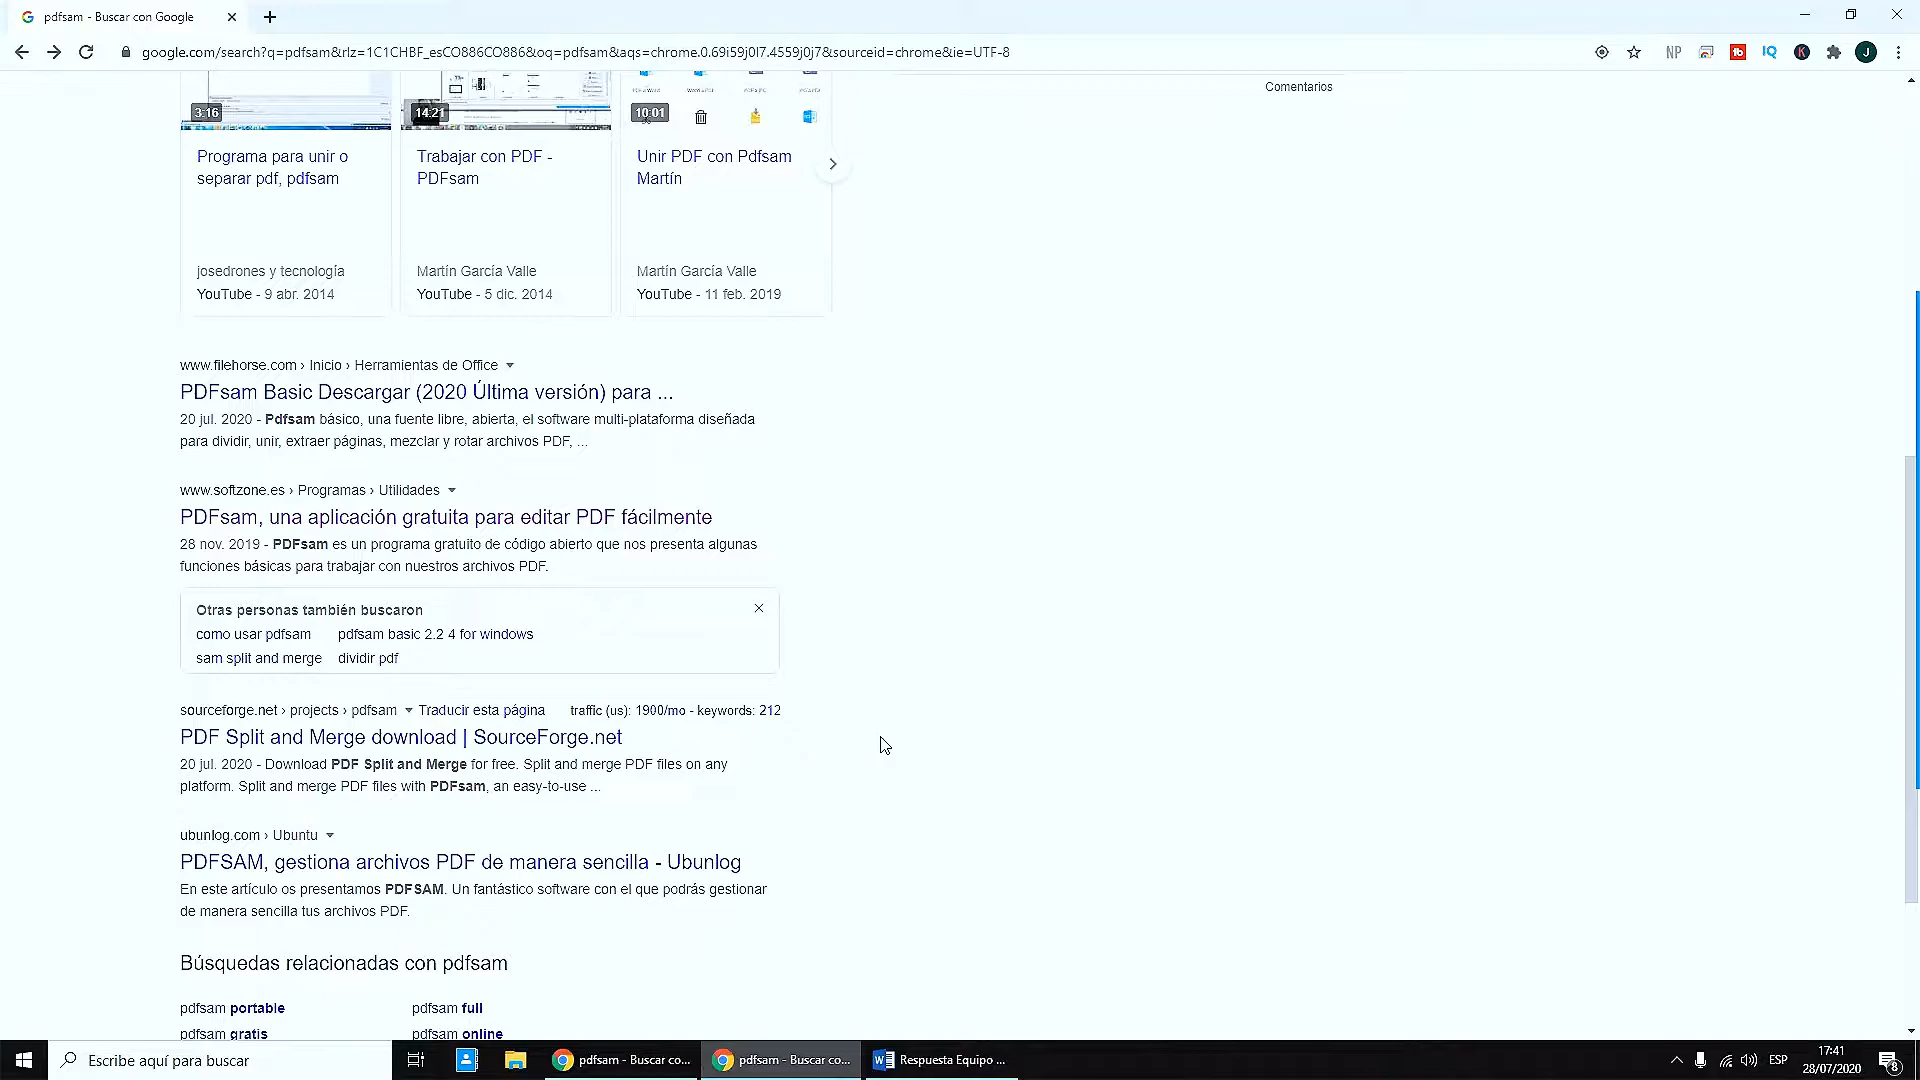 pdfsam - Buscar con Google
google.com/search?q=pdfsam&rlz=1C1CHBF_esCO886CO886&oq=pdfsam&aqs=chrome.0.69i59j0l7.4559j0j7&sourceid=chrome&ie=UTF-8
NP
IQ
K
J
Comentarios
3:16
14:21
10:01
Programa para unir o
separar pdf, pdfsam
josedrones y tecnología
YouTube - 9 abr. 2014
Trabajar con PDF -
PDFsam
Martín García Valle
YouTube - 5 dic. 2014
Unir PDF con Pdfsam
Martín
Martín García Valle
YouTube - 11 feb. 2019
www.filehorse.com › Inicio › Herramientas de Office
PDFsam Basic Descargar (2020 Última versión) para ...
20 jul. 2020 - Pdfsam básico, una fuente libre, abierta, el software multi-plataforma diseñada
para dividir, unir, extraer páginas, mezclar y rotar archivos PDF, ...
www.softzone.es › Programas › Utilidades
PDFsam, una aplicación gratuita para editar PDF fácilmente
28 nov. 2019 - PDFsam es un programa gratuito de código abierto que nos presenta algunas
funciones básicas para trabajar con nuestros archivos PDF.
Otras personas también buscaron
como usar pdfsam pdfsam basic 2.2 4 for windows
sam split and merge dividir pdf
sourceforge.net › projects › pdfsam Traducir esta página traffic (us): 1900/mo - keywords: 212
PDF Split and Merge download | SourceForge.net
20 jul. 2020 - Download PDF Split and Merge for free. Split and merge PDF files on any
platform. Split and merge PDF files with PDFsam, an easy-to-use ...
ubunlog.com › Ubuntu
PDFSAM, gestiona archivos PDF de manera sencilla - Ubunlog
En este artículo os presentamos PDFSAM. Un fantástico software con el que podrás gestionar
de manera sencilla tus archivos PDF.
Búsquedas relacionadas con pdfsam
pdfsam portable pdfsam full
pdfsam gratis pdfsam online
Escribe aquí para buscar
pdfsam - Buscar co...
pdfsam - Buscar co...
Respuesta Equipo ...
ESP
17:41
28/07/2020
8